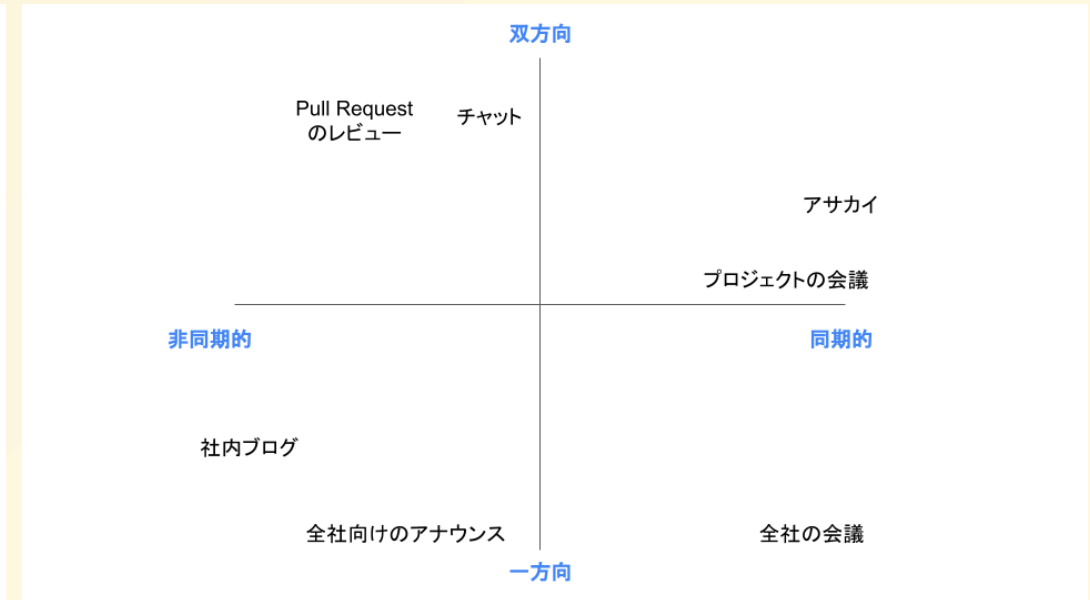 双方向
Pull Request
のレビュー
チャット
アサカイ
プロジェクトの会議
非同期的
同期的
社内ブログ
全社向けのアナウンス
全社の会議
一方向